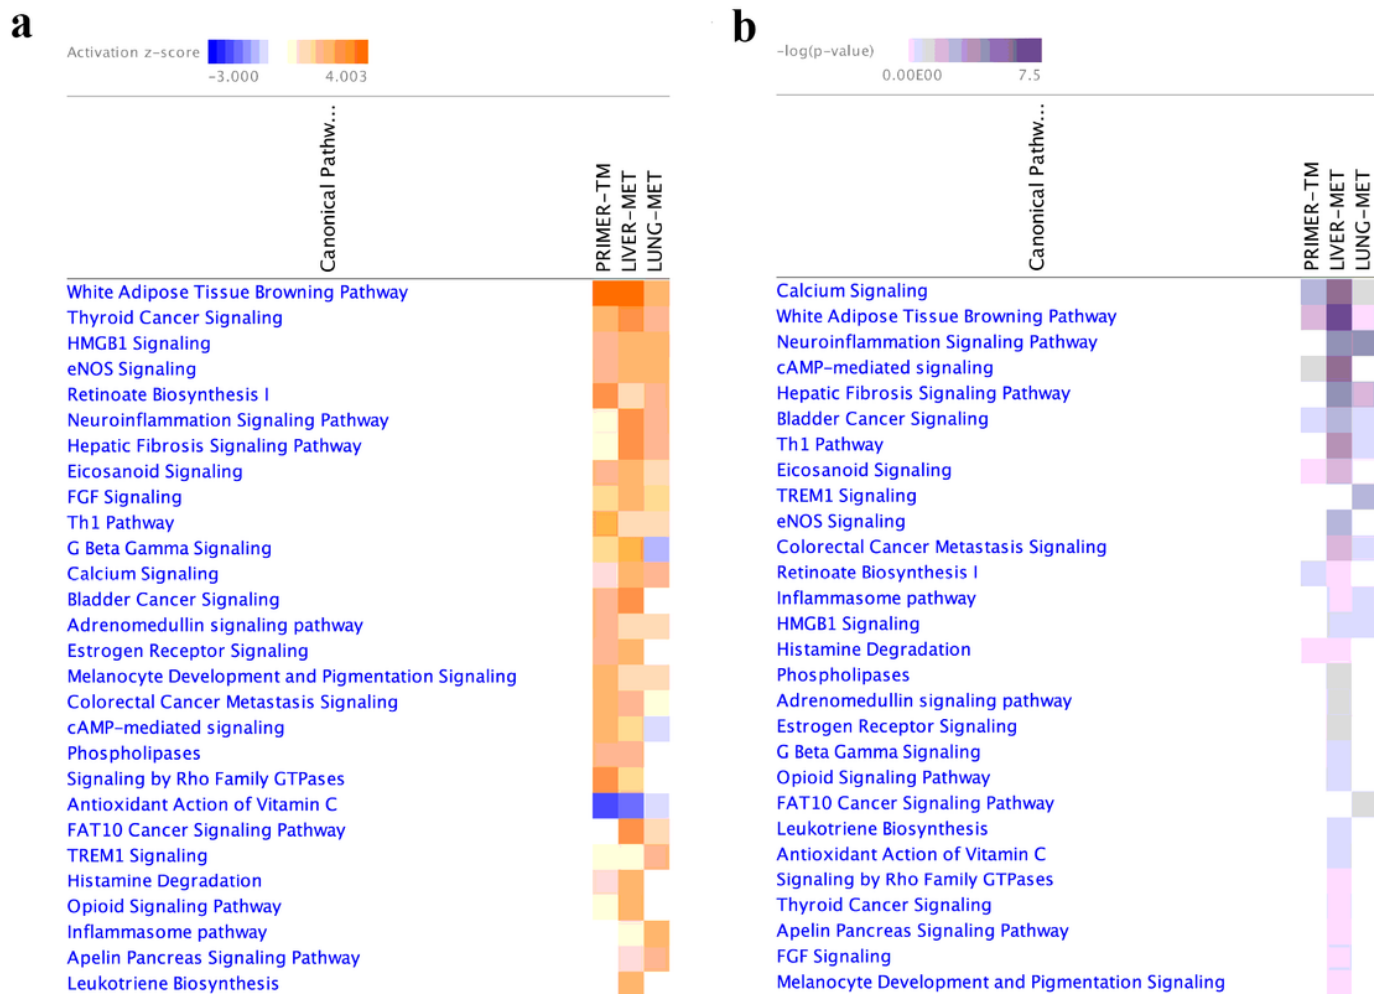 a
Activation z-score
-3.000
4.003
Canonical Pathw...
PRIMER-TM
LIVER-MET
LUNG-MET
White Adipose Tissue Browning Pathway
Thyroid Cancer Signaling
HMGB1 Signaling
eNOS Signaling
Retinoate Biosynthesis I
Neuroinflammation Signaling Pathway
Hepatic Fibrosis Signaling Pathway
Eicosanoid Signaling
FGF Signaling
Th1 Pathway
G Beta Gamma Signaling
Calcium Signaling
Bladder Cancer Signaling
Adrenomedullin signaling pathway
Estrogen Receptor Signaling
Melanocyte Development and Pigmentation Signaling
Colorectal Cancer Metastasis Signaling
cAMP-mediated signaling
Phospholipases
Signaling by Rho Family GTPases
Antioxidant Action of Vitamin C
FAT10 Cancer Signaling Pathway
TREM1 Signaling
Histamine Degradation
Opioid Signaling Pathway
Inflammasome pathway
Apelin Pancreas Signaling Pathway
Leukotriene Biosynthesis
b
-log(p-value)
0.00E00
7.5
Canonical Pathw...
PRIMER-TM
LIVER-MET
LUNG-MET
Calcium Signaling
White Adipose Tissue Browning Pathway
Neuroinflammation Signaling Pathway
cAMP-mediated signaling
Hepatic Fibrosis Signaling Pathway
Bladder Cancer Signaling
Th1 Pathway
Eicosanoid Signaling
TREM1 Signaling
eNOS Signaling
Colorectal Cancer Metastasis Signaling
Retinoate Biosynthesis I
Inflammasome pathway
HMGB1 Signaling
Histamine Degradation
Phospholipases
Adrenomedullin signaling pathway
Estrogen Receptor Signaling
G Beta Gamma Signaling
Opioid Signaling Pathway
FAT10 Cancer Signaling Pathway
Leukotriene Biosynthesis
Antioxidant Action of Vitamin C
Signaling by Rho Family GTPases
Thyroid Cancer Signaling
Apelin Pancreas Signaling Pathway
FGF Signaling
Melanocyte Development and Pigmentation Signaling